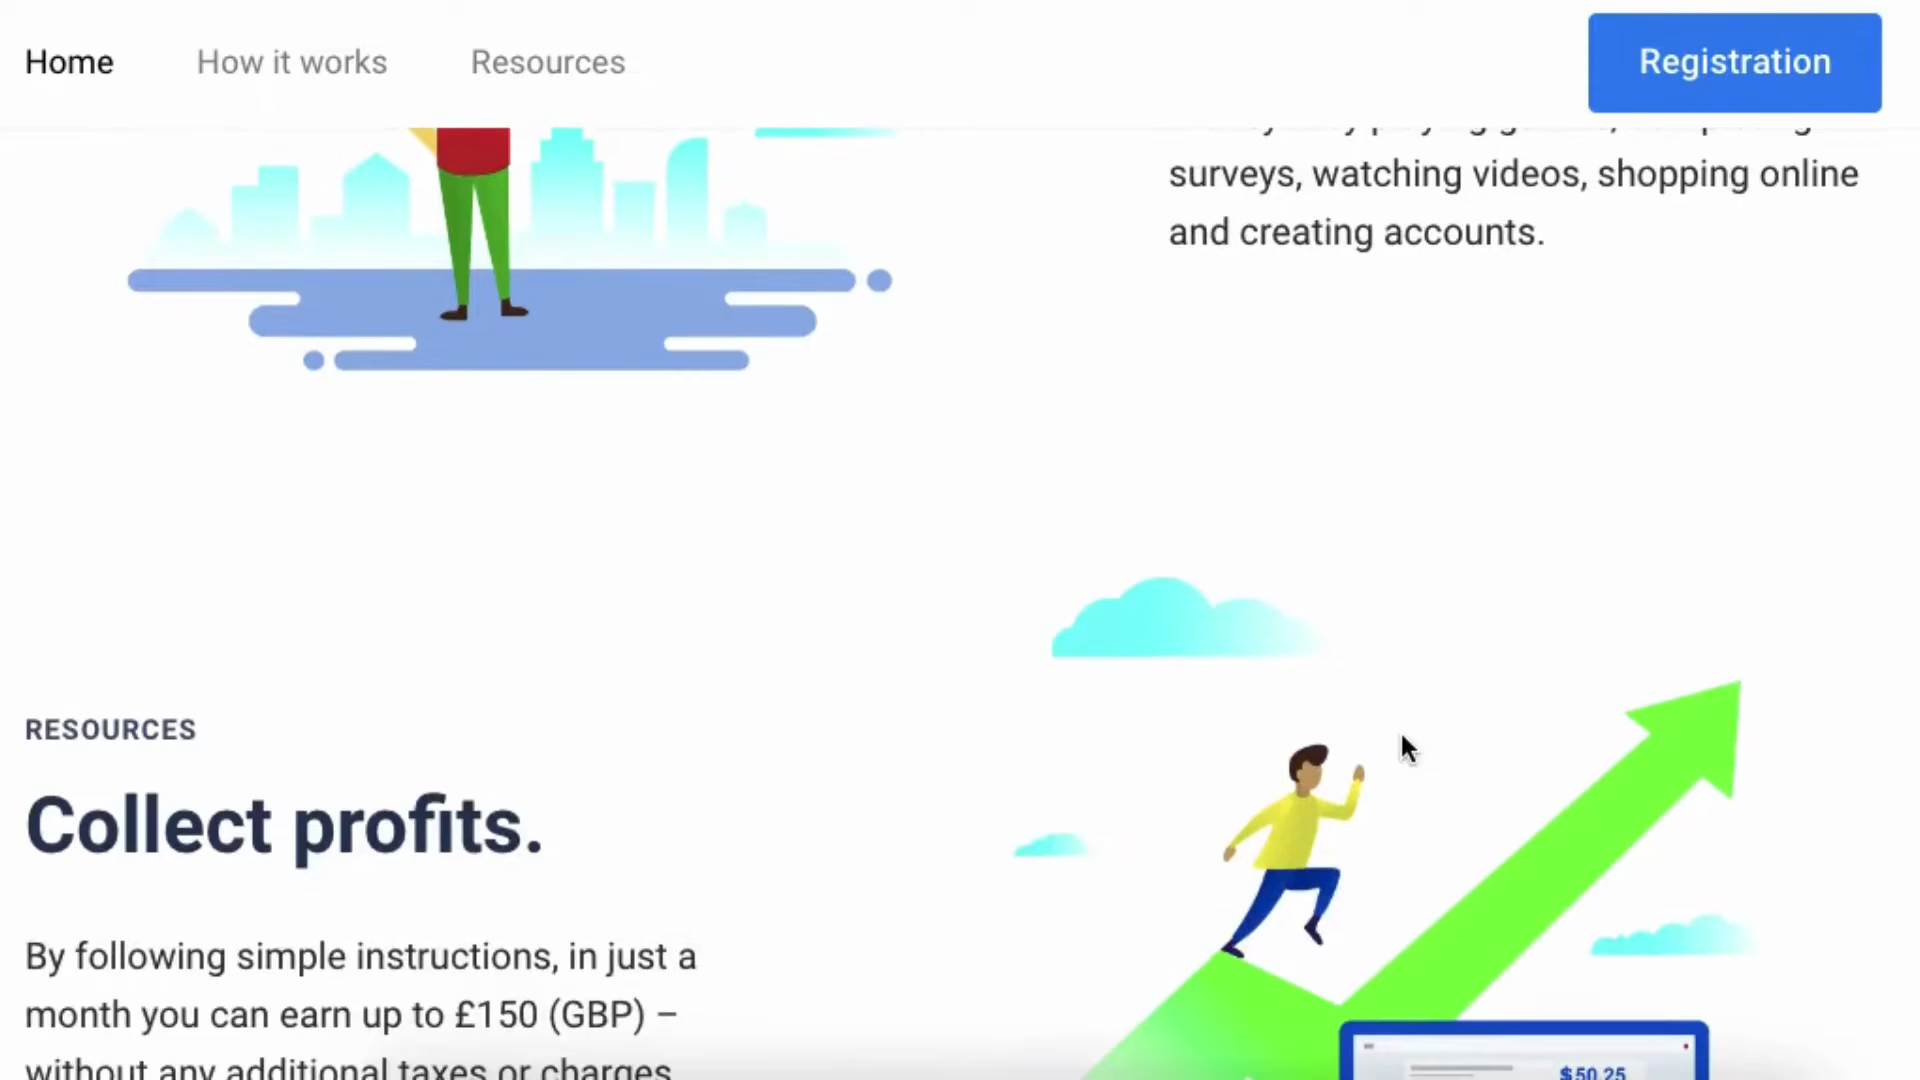 Home
How it works
Resources
Registration
surveys, watching videos, shopping online
and creating accounts.
RESOURCES
Collect profits.
By following simple instructions, in just a
month you can earn up to £150 (GBP) –
without any additional taxes or charges
$50.25